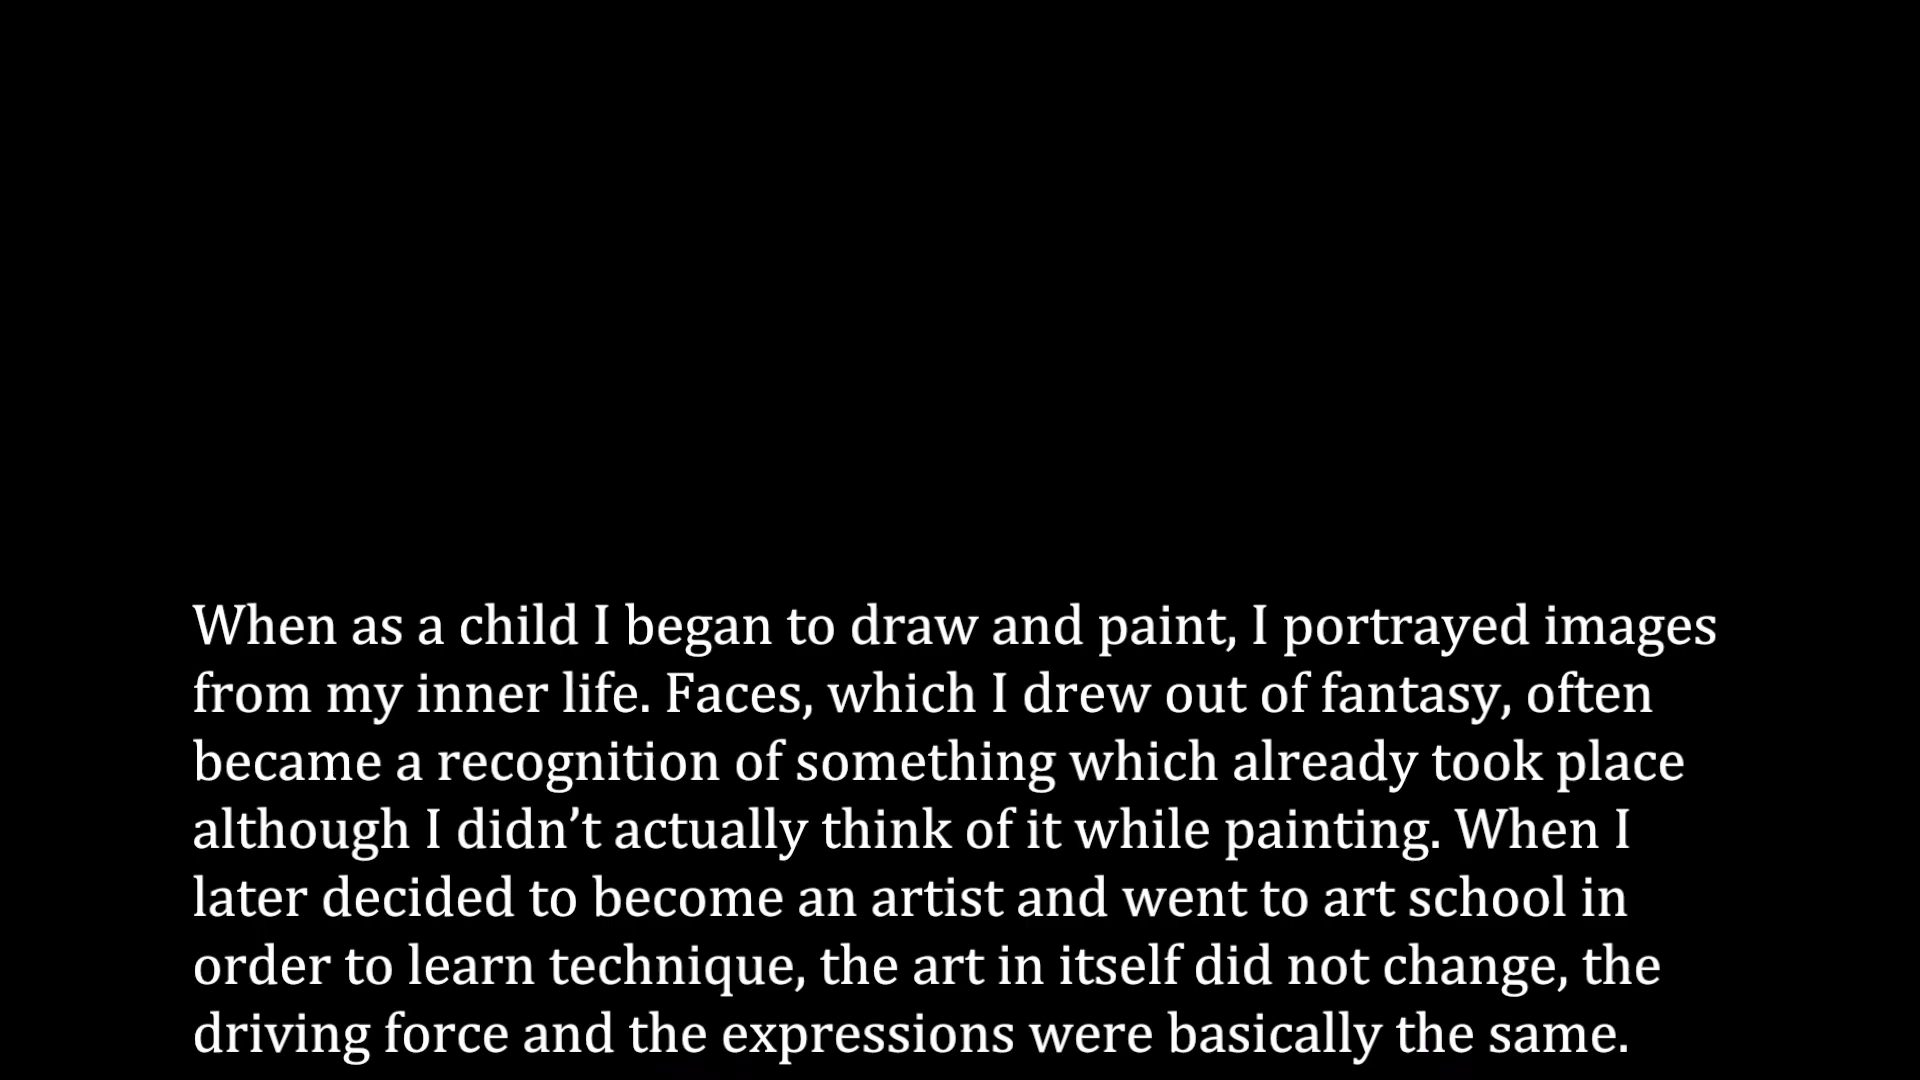 When as a child I began to draw and paint, I portrayed images
from my inner life. Faces, which I drew out of fantasy, often
became a recognition of something which already took place
although I didn’t actually think of it while painting. When I
later decided to become an artist and went to art school in
order to learn technique, the art in itself did not change, the
driving force and the expressions were basically the same.